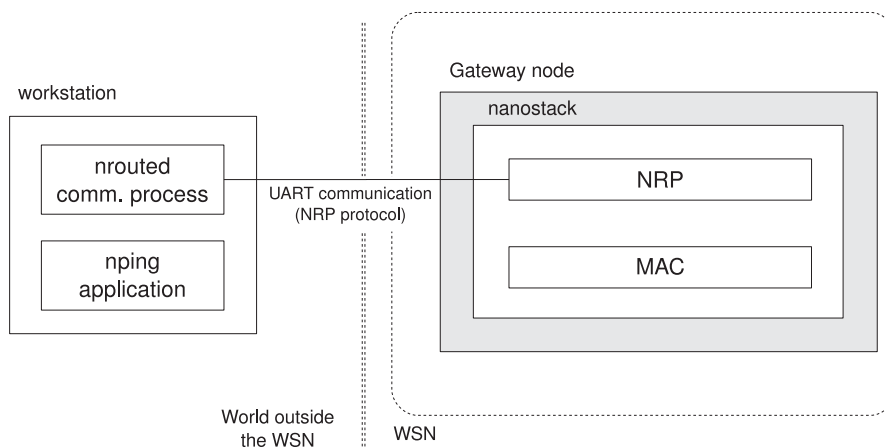 Gateway node
workstation
nanostack
nrouted
comm. process
NRP
UART communication
(NRP protocol)
nping
application
MAC
World outside
the WSN
WSN